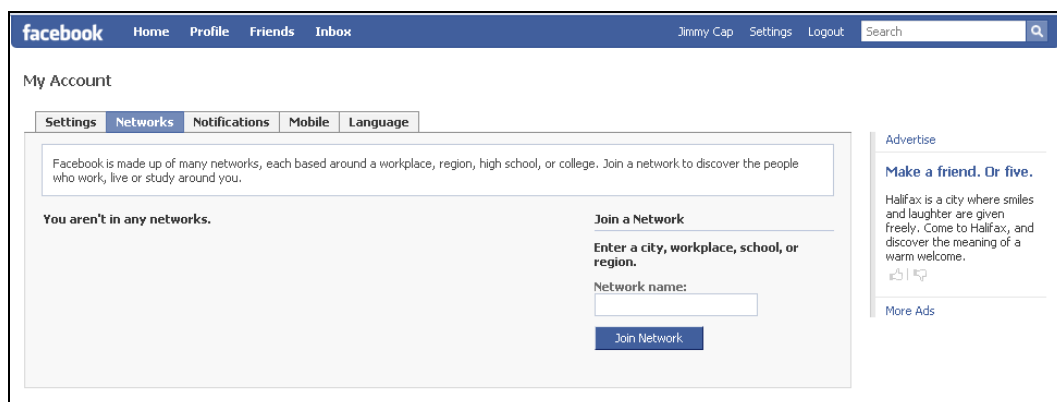 facebook Home Profile Friends Inbox Jimmy Cap Settings Logout Search
My Account
Settings Networks Notifications Mobile Language
Facebook is made up of many networks, each based around a workplace, region, high school, or college. Join a network to discover the people
who work, live or study around you.
You aren't in any networks.
Join a Network
Enter a city, workplace, school, or
region.
Network name:
Join Network
Advertise
Make a friend. Or five.
Halifax is a city where smiles
and laughter are given
freely. Come to Halifax, and
discover the meaning of a
warm welcome.
More Ads